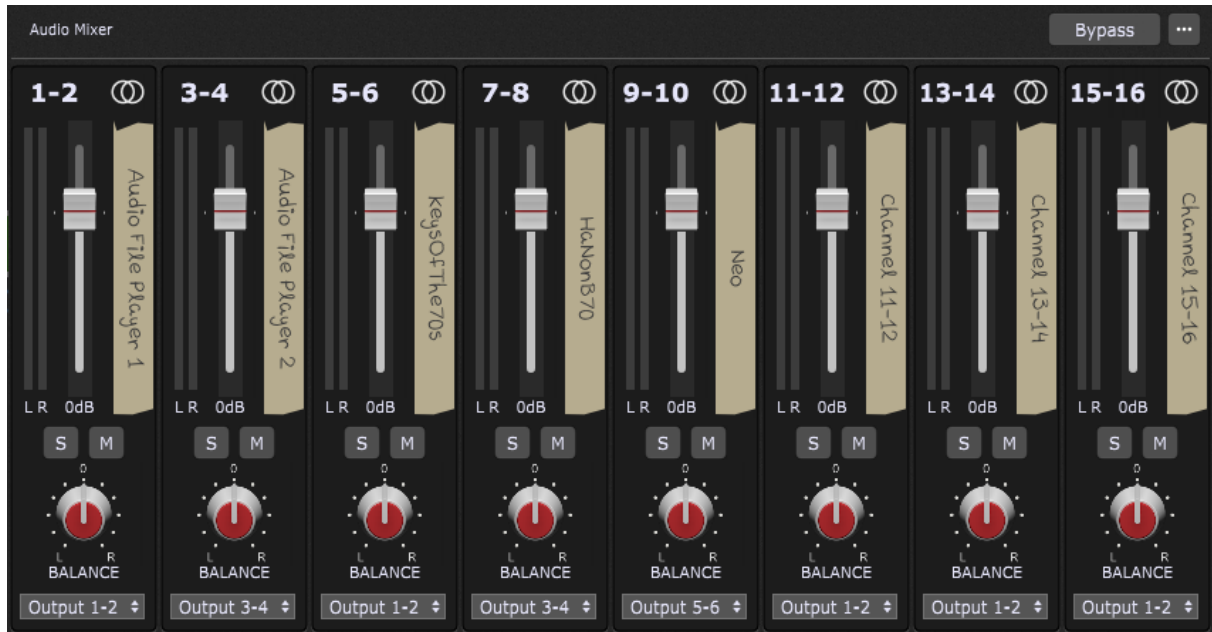 Audio Mixer
Bypass
1-2
3-4
5-6
7-8
9-10
11-12
13-14
15-16
Audio File Player 1
Audio File Player 2
KeysOfThe70s
HaNonB70
Neo
Channel 11-12
Channel 13-14
Channel 15-16
L R 0dB
L R 0dB
L R 0dB
L R 0dB
L R 0dB
L R 0dB
L R 0dB
L R 0dB
S M
S M
S M
S M
S M
S M
S M
S M
0
0
0
0
0
0
0
0
L R
L R
L R
L R
L R
L R
L R
L R
BALANCE
BALANCE
BALANCE
BALANCE
BALANCE
BALANCE
BALANCE
BALANCE
Output 1-2
Output 3-4
Output 1-2
Output 3-4
Output 5-6
Output 1-2
Output 1-2
Output 1-2